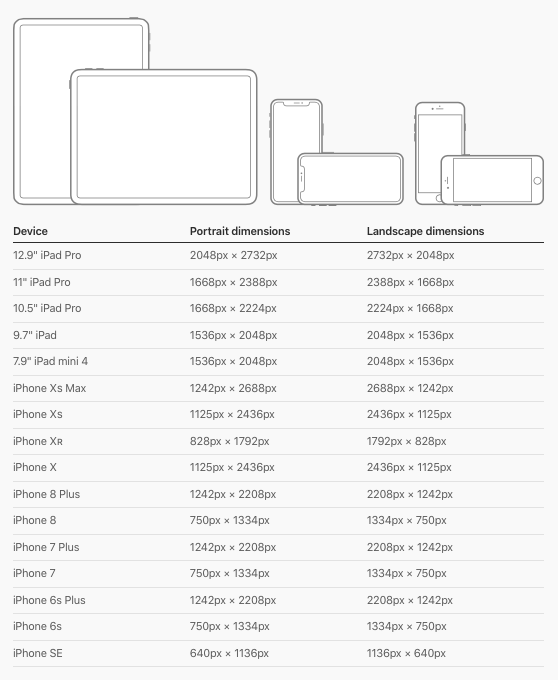 Device Portrait dimensions Landscape dimensions
12.9" iPad Pro 2048px × 2732px 2732px × 2048px
11" iPad Pro 1668px × 2388px 2388px × 1668px
10.5" iPad Pro 1668px × 2224px 2224px × 1668px
9.7" iPad 1536px × 2048px 2048px × 1536px
7.9" iPad mini 4 1536px × 2048px 2048px × 1536px
iPhone Xs Max 1242px × 2688px 2688px × 1242px
iPhone Xs 1125px × 2436px 2436px × 1125px
iPhone Xʀ 828px × 1792px 1792px × 828px
iPhone X 1125px × 2436px 2436px × 1125px
iPhone 8 Plus 1242px × 2208px 2208px × 1242px
iPhone 8 750px × 1334px 1334px × 750px
iPhone 7 Plus 1242px × 2208px 2208px × 1242px
iPhone 7 750px × 1334px 1334px × 750px
iPhone 6s Plus 1242px × 2208px 2208px × 1242px
iPhone 6s 750px × 1334px 1334px × 750px
iPhone SE 640px × 1136px 1136px × 640px